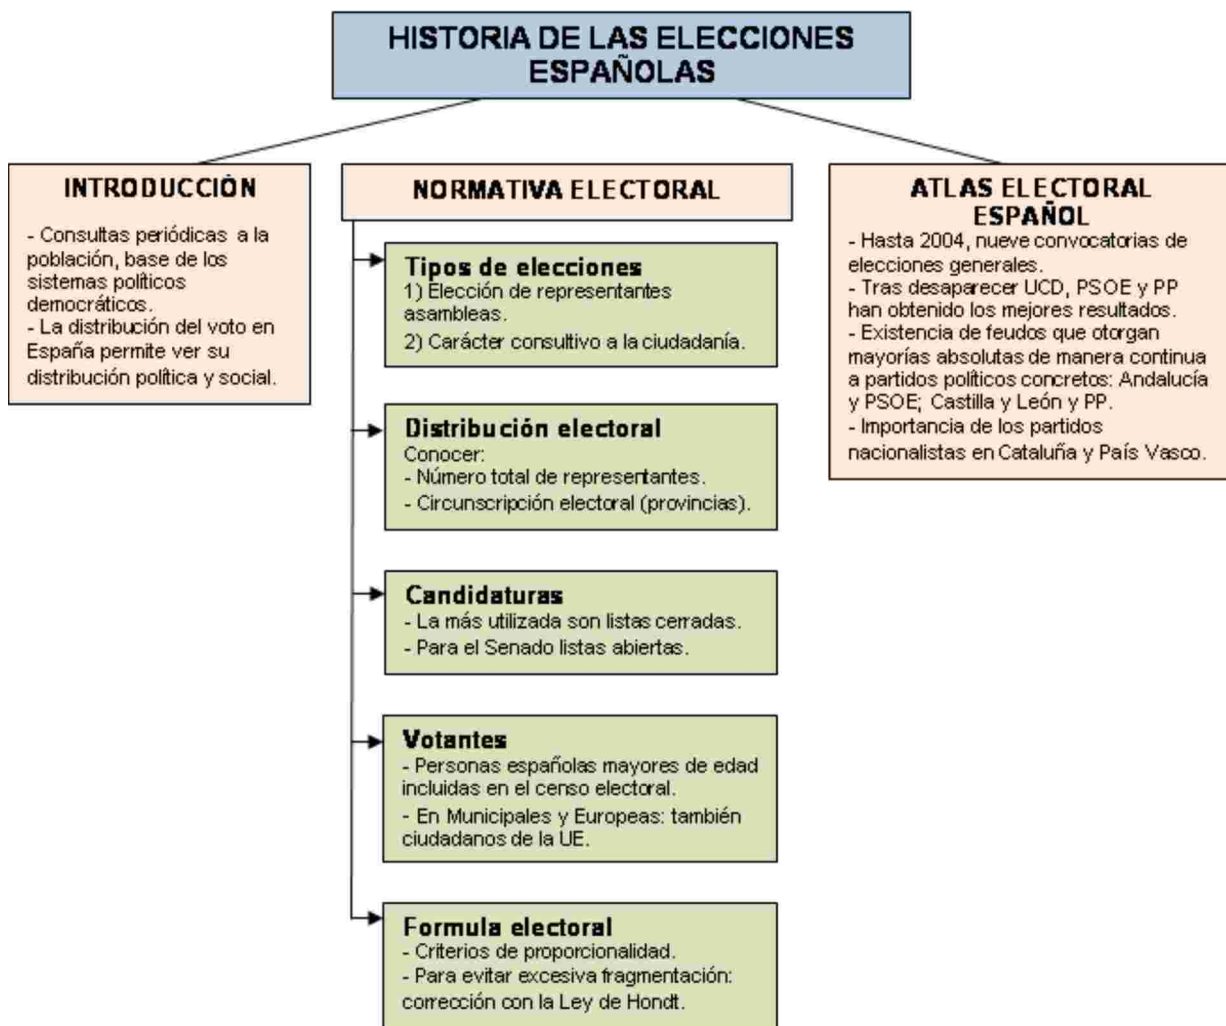 HISTORIA DE LAS ELECCIONES
ESPAÑOLAS
INTRODUCCIÓN
- Consultas periódicas a la
población, base de los
sistemas políticos
democráticos.
- La distribución del voto en
España permite ver su
distribución política y social.
NORMATIVA ELECTORAL
Tipos de elecciones
1) Elección de representantes
asambleas.
2) Carácter consultivo a la ciudadanía.
Distribución electoral
Conocer:
- Número total de representantes.
- Circunscripción electoral (provincias).
Candidaturas
- La más utilizada son listas cerradas.
- Para el Senado listas abiertas.
Votantes
- Personas españolas mayores de edad
incluidas en el censo electoral.
- En Municipales y Europeas: también
ciudadanos de la UE.
Formula electoral
- Criterios de proporcionalidad.
- Para evitar excesiva fragmentación:
corrección con la Ley de Hondt.
ATLAS ELECTORAL
ESPAÑOL
- Hasta 2004, nueve convocatorias de
elecciones generales.
- Tras desaparecer UCD, PSOE y PP
han obtenido los mejores resultados.
- Existencia de feudos que otorgan
mayorías absolutas de manera continua
a partidos políticos concretos: Andalucía
y PSOE; Castilla y León y PP.
- Importancia de los partidos
nacionalistas en Cataluña y País Vasco.